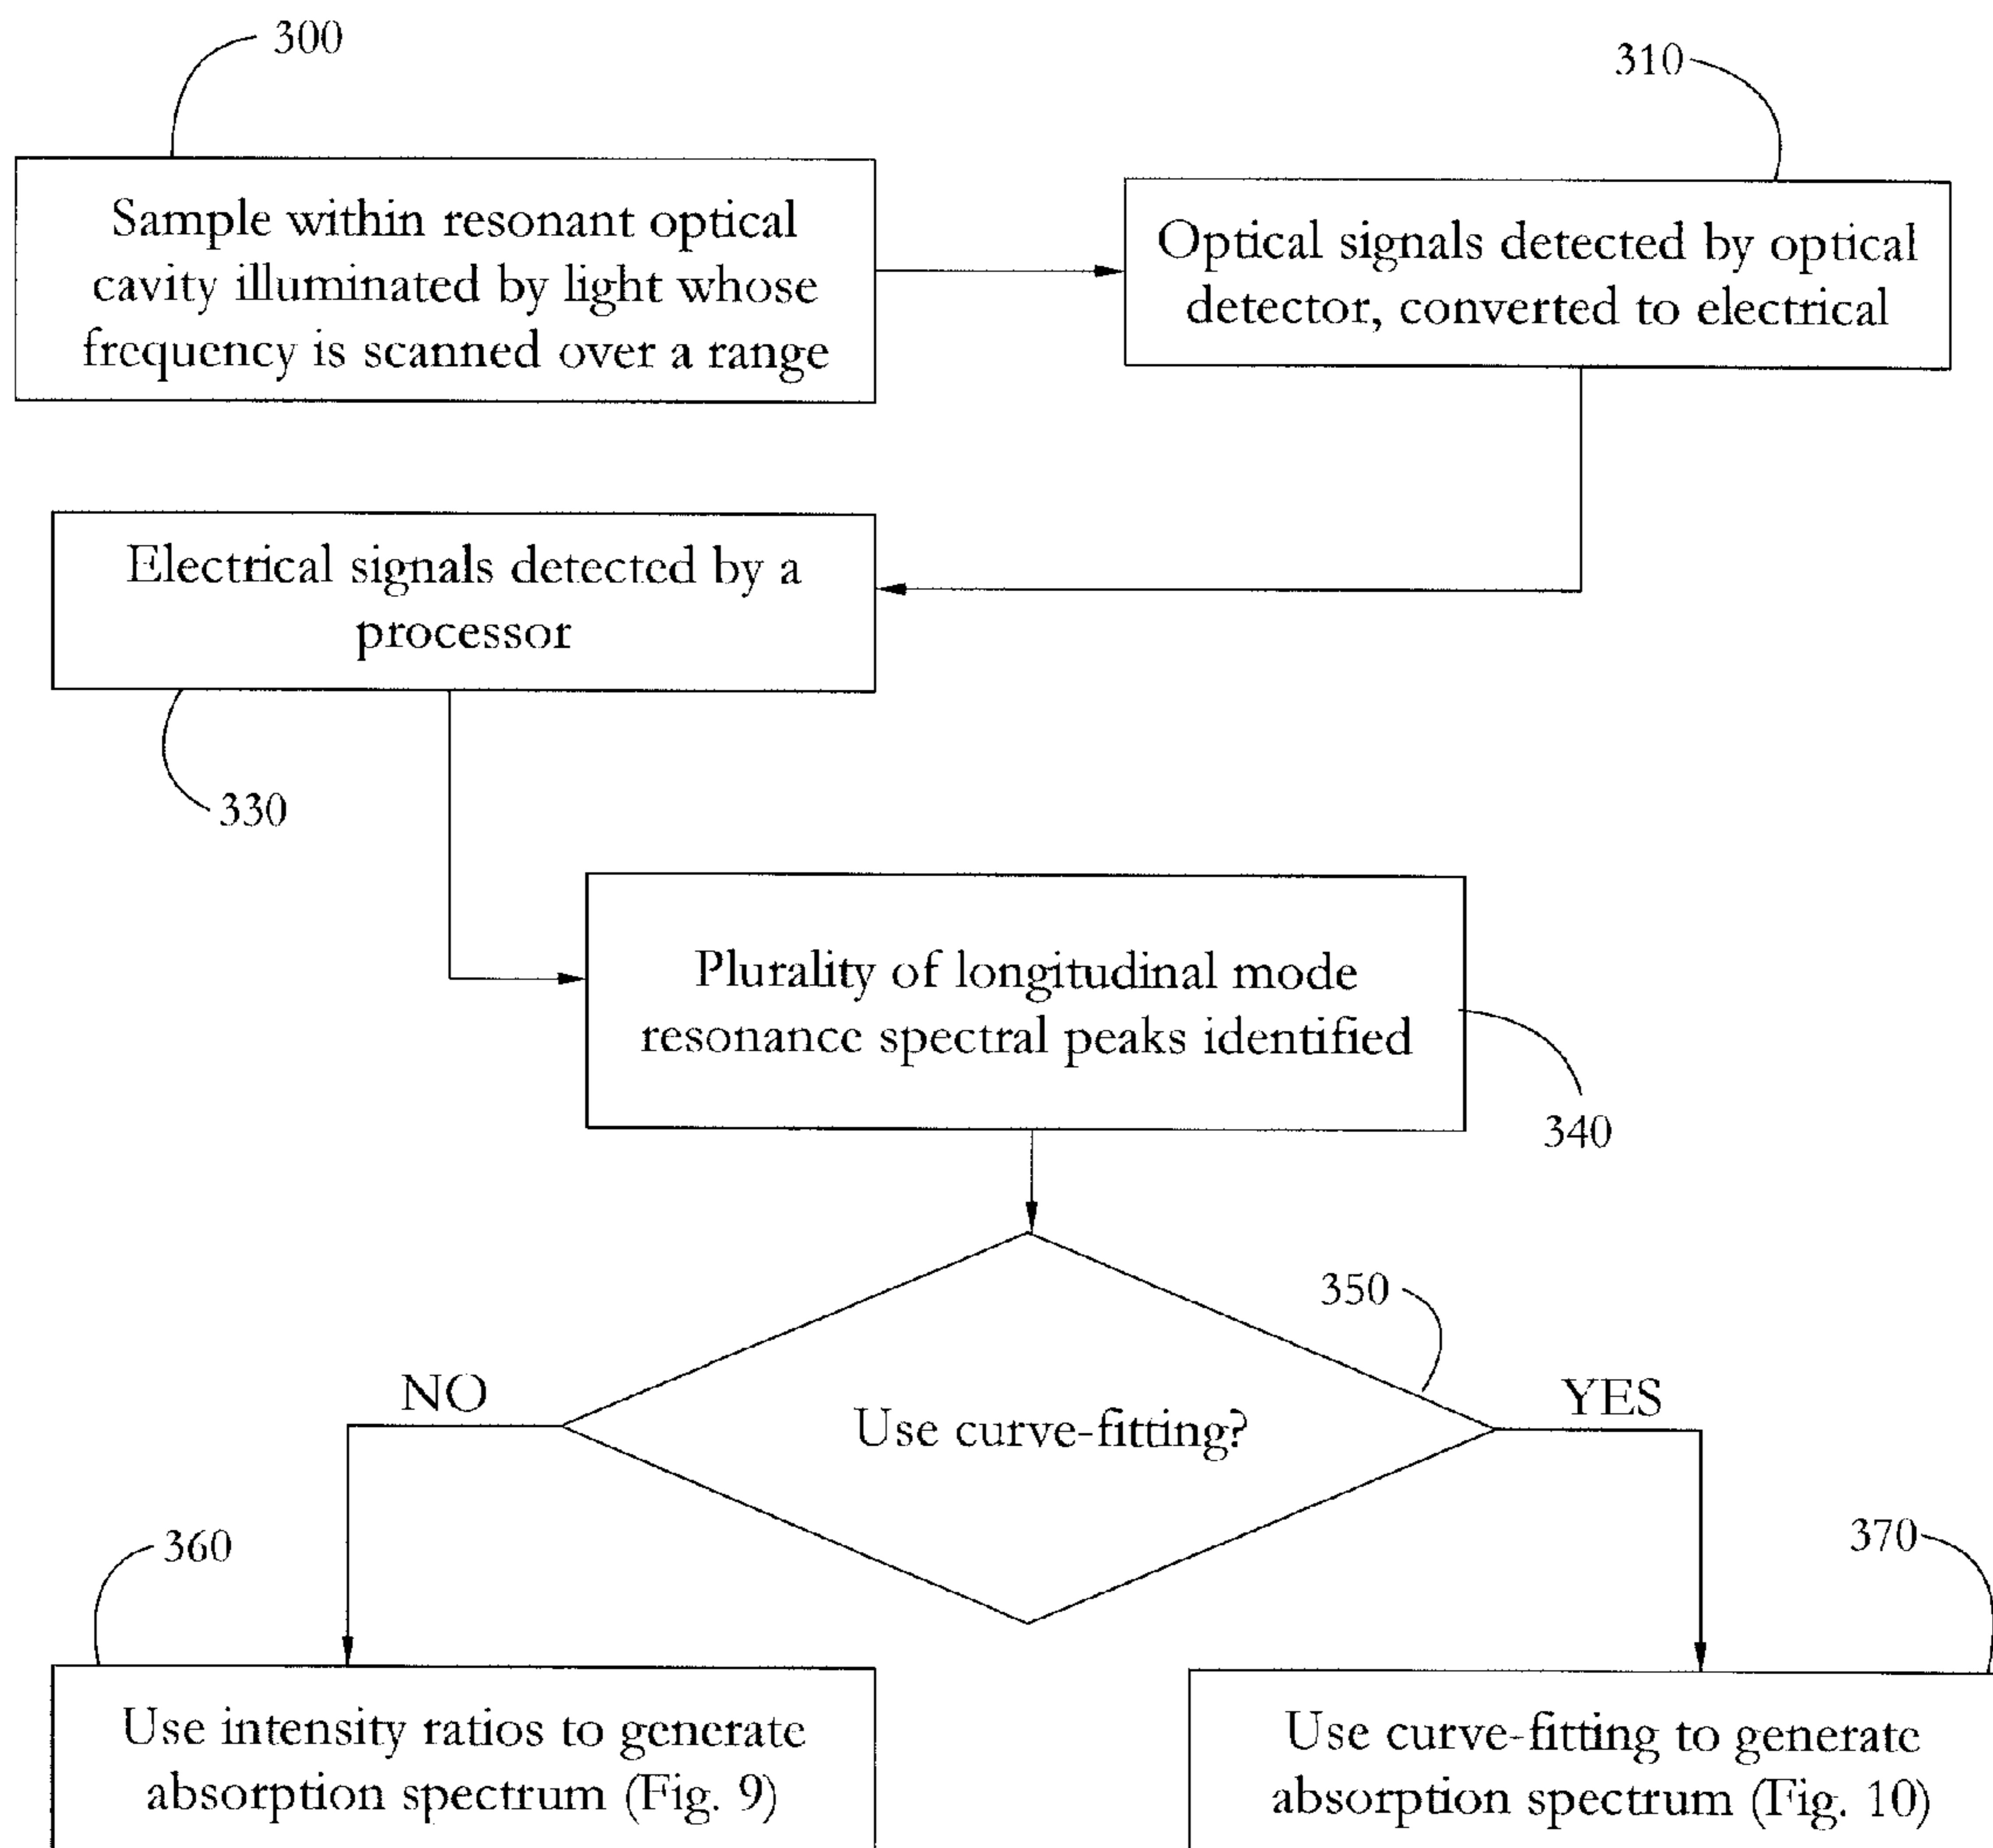 300
310
Sample within resonant optical
cavity illuminated by light whose
frequency is scanned over a range
Optical signals detected by optical
detector, converted to electrical
Electrical signals detected by a
processor
330
Plurality of longitudinal mode
resonance spectral peaks identified
340
350
NO
Use curve-fitting?
YES
360
370
Use intensity ratios to generate
absorption spectrum (Fig. 9)
Use curve-fitting to generate
absorption spectrum (Fig. 10)